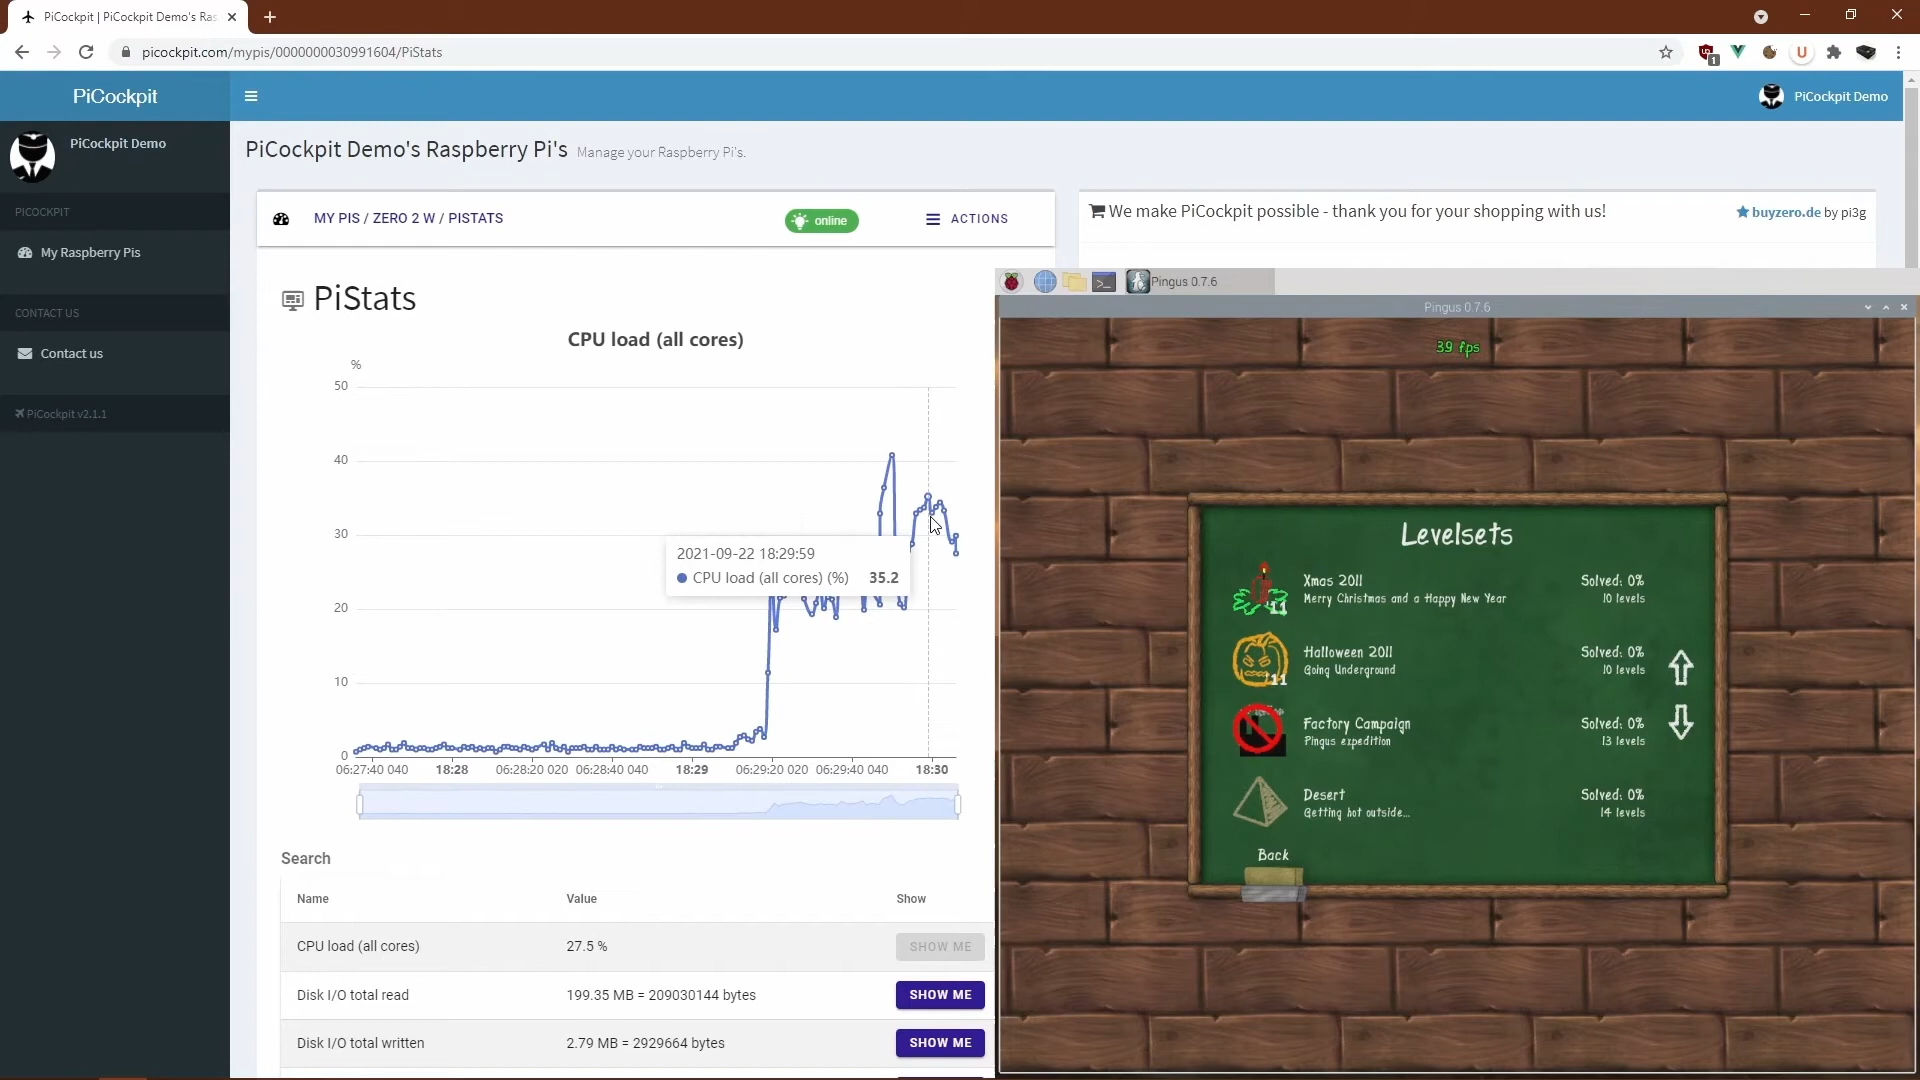 PiCockpit | PiCockpit Demo's Ras
picockpit.com/mypis/0000000030991604/PiStats
1
U
PiCockpit
PiCockpit Demo
PiCockpit Demo
PICOCKPIT
My Raspberry Pis
CONTACT US
Contact us
PiCockpit v2.1.1
PiCockpit Demo's Raspberry Pi's Manage your Raspberry Pi's.
MY PIS / ZERO 2 W / PISTATS
online
ACTIONS
We make PiCockpit possible - thank you for your shopping with us!
buyzero.de by pi3g
PiStats
CPU load (all cores)
%
50
40
30
20
10
0
2021-09-22 18:29:59
CPU load (all cores) (%) 35.2
06:27:40 040 18:28 06:28:20 020 06:28:40 040 18:29 06:29:20 020 06:29:40 040 18:30
Search
Name Value Show
CPU load (all cores) 27.5 % SHOW ME
Disk I/O total read 199.35 MB = 209030144 bytes SHOW ME
Disk I/O total written 2.79 MB = 2929664 bytes SHOW ME
Pingus 0.7.6
Pingus 0.7.6
39 fps
Levelsets
Xmas 2011 Solved: 0%
Merry Christmas and a Happy New Year 10 levels
11
Halloween 2011 Solved: 0%
Going Underground 10 levels
11
Factory Campaign Solved: 0%
Pingus expedition 13 levels
Desert Solved: 0%
Getting hot outside... 14 levels
Back